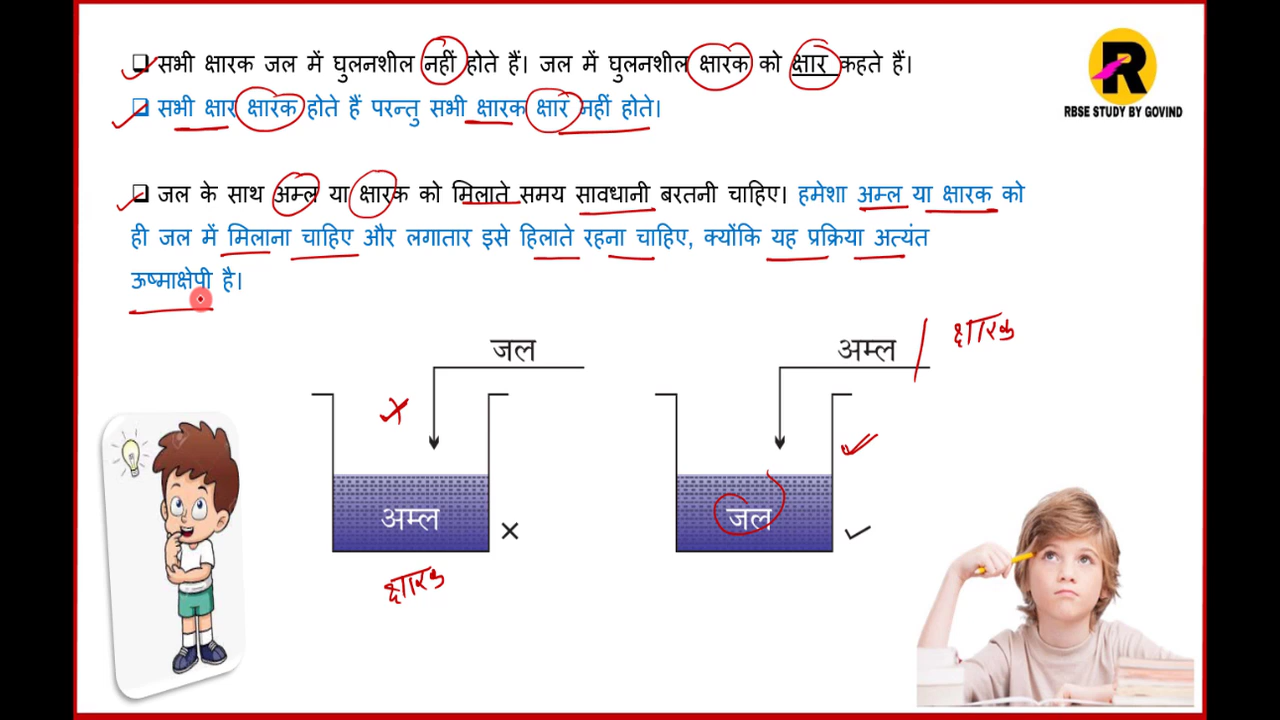 सभी क्षारक जल में घुलनशील नहीं होते हैं। जल में घुलनशील क्षारक को क्षार कहते हैं।
RBSE STUDY BY GOVIND
सभी क्षार क्षारक होते हैं परन्तु सभी क्षारक क्षार नहीं होते।
जल के साथ अम्ल या क्षारक को मिलाते समय सावधानी बरतनी चाहिए। हमेशा अम्ल या क्षारक को
ही जल में मिलाना चाहिए और लगातार इसे हिलाते रहना चाहिए, क्योंकि यह प्रक्रिया अत्यंत
ऊष्माक्षेपी है।
जल
अम्ल
क्षारक
अम्ल
जल
क्षारक